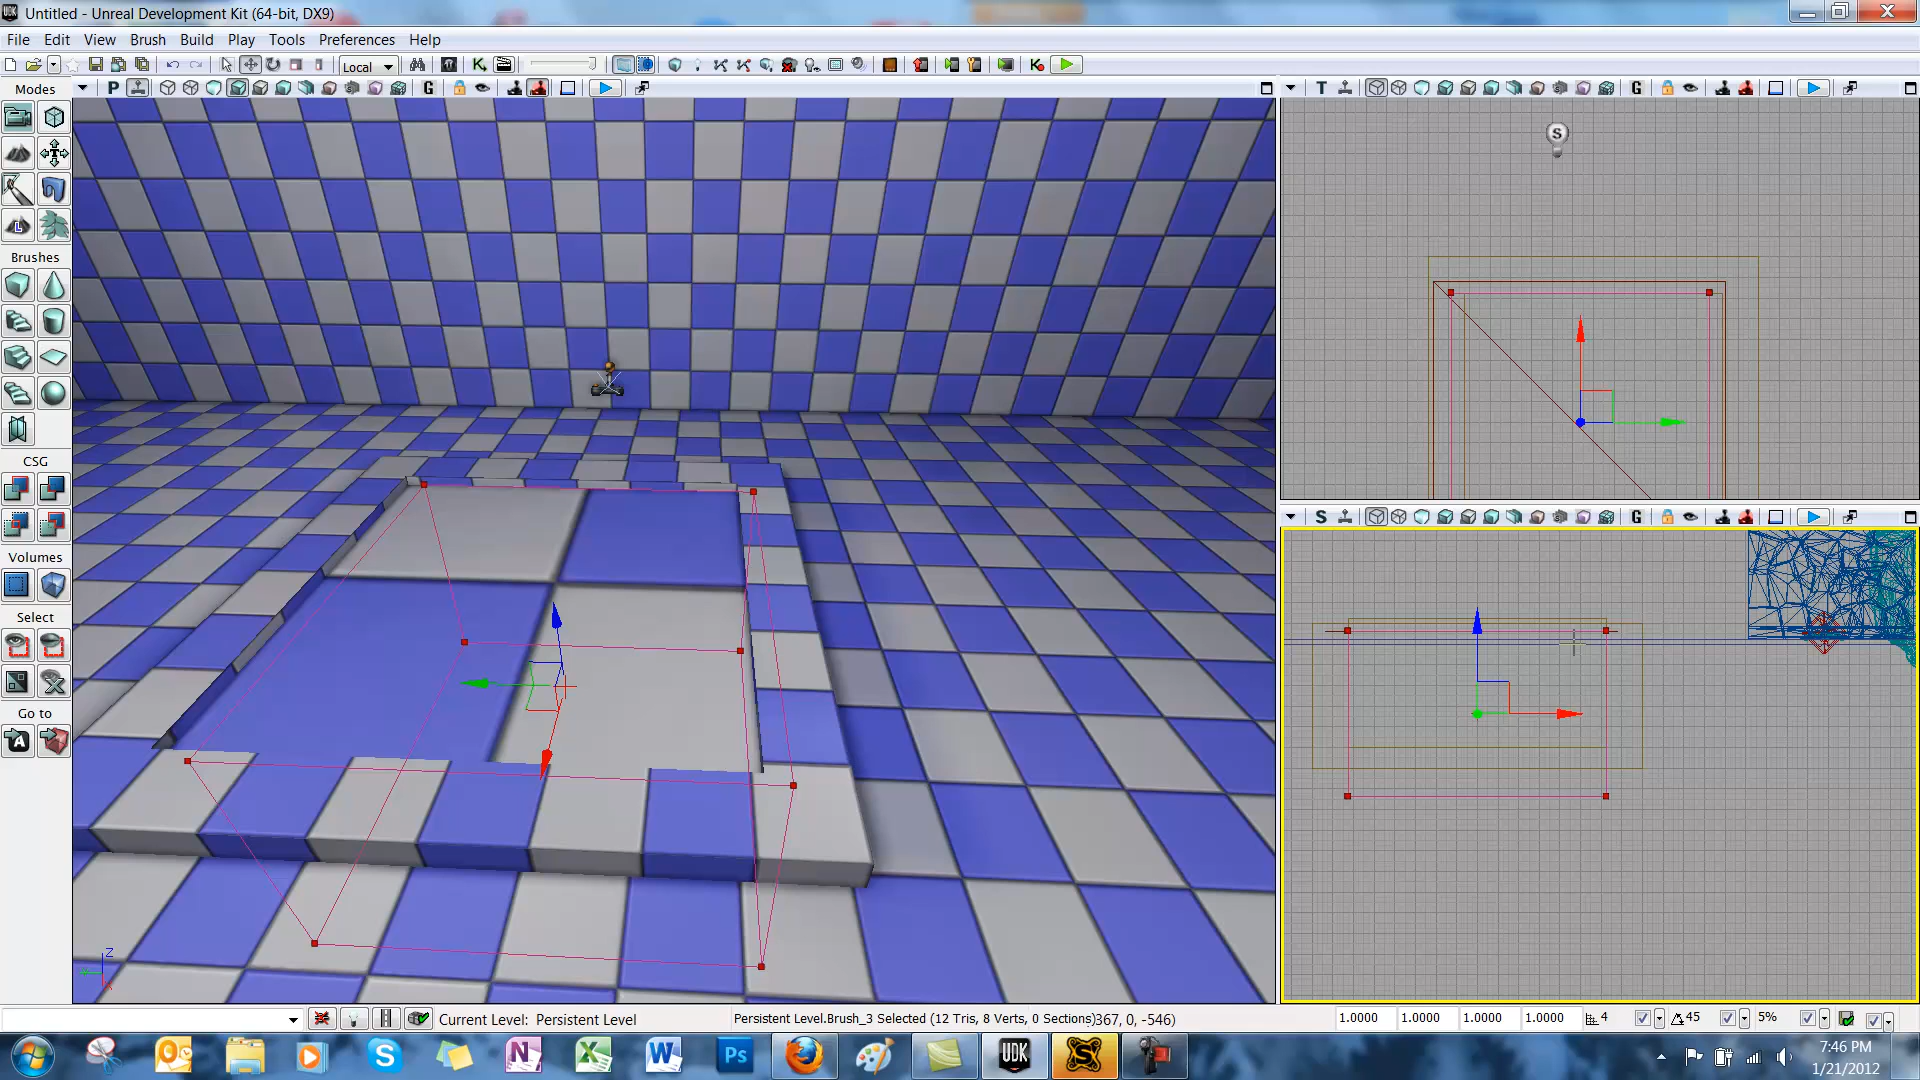 Untitled - Unreal Development Kit (64-bit, DX9)
File Edit View Brush Build Play Tools Preferences Help
Local
Modes
P
G
T
G
S
Brushes
CSG
Volumes
Select
Go to
S
G
Z
Current Level: Persistent Level
Persistent Level.Brush_3 Selected (12 Tris, 8 Verts, 0 Sections)367, 0, -546)
1.0000 1.0000 1.0000 1.0000
4
45
5%
UDK
Ps
7:46 PM
1/21/2012